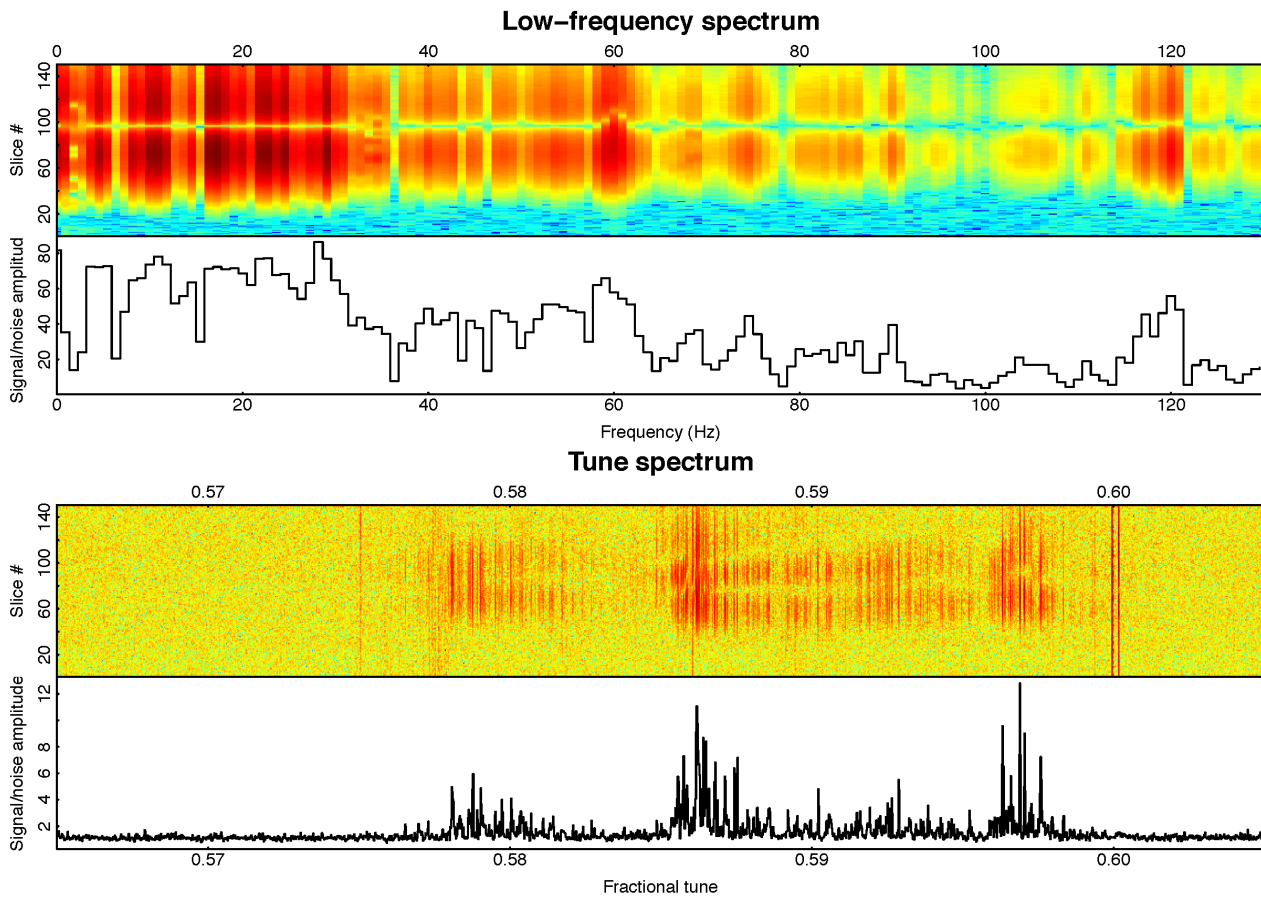 Low-frequency spectrum
0 20 40 60 80 100 120
Slice #
20 60 100 140
Signal/noise amplitud
20 40 60 80
0 20 40 60 80 100 120
Frequency (Hz)
Tune spectrum
0.57 0.58 0.59 0.60
Slice #
20 60 100 140
Signal/noise amplitude
2 4 6 8 12
0.57 0.58 0.59 0.60
Fractional tune